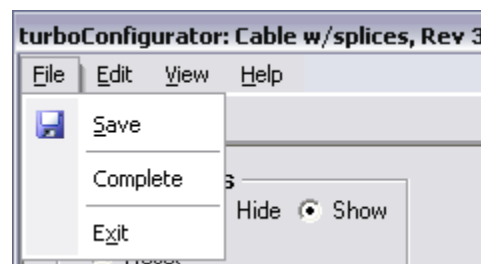 turboConfigurator: Cable w/splices, Rev 3
File Edit View Help
Save
Complete
Hide Show
Exit